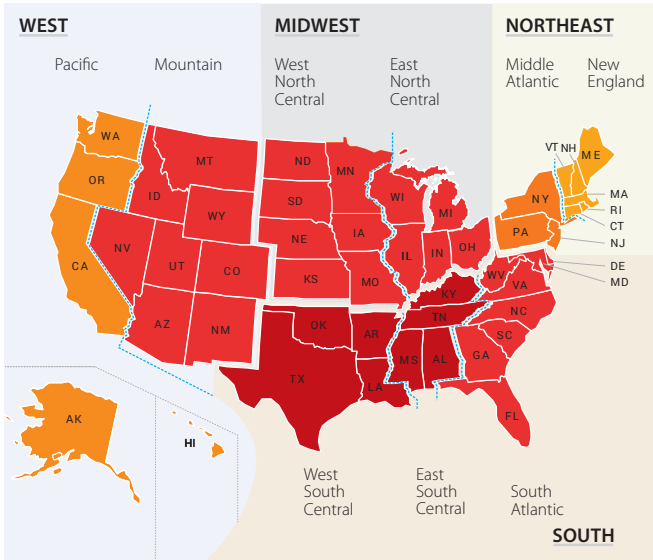 WEST
MIDWEST
NORTHEAST
Pacific
Mountain
West
North
Central
East
North
Central
Middle
Atlantic
New
England
WA
OR
CA
ID
NV
MT
WY
UT
CO
AZ
NM
ND
SD
NE
KS
MN
IA
MO
WI
MI
IL
IN
OH
VT
NH
ME
NY
PA
MA
RI
CT
NJ
DE
MD
WV
VA
NC
SC
GA
FL
KY
TN
MS
AL
OK
AR
TX
LA
AK
HI
West
South
Central
East
South
Central
South
Atlantic
SOUTH